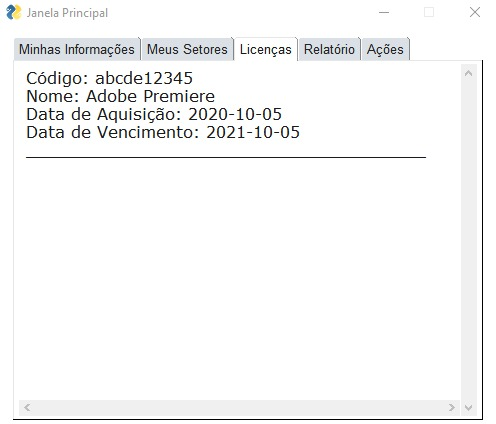 Janela Principal
Minhas Informações Meus Setores Licenças Relatório Ações
Código: abcde12345
Nome: Adobe Premiere
Data de Aquisição: 2020-10-05
Data de Vencimento: 2021-10-05